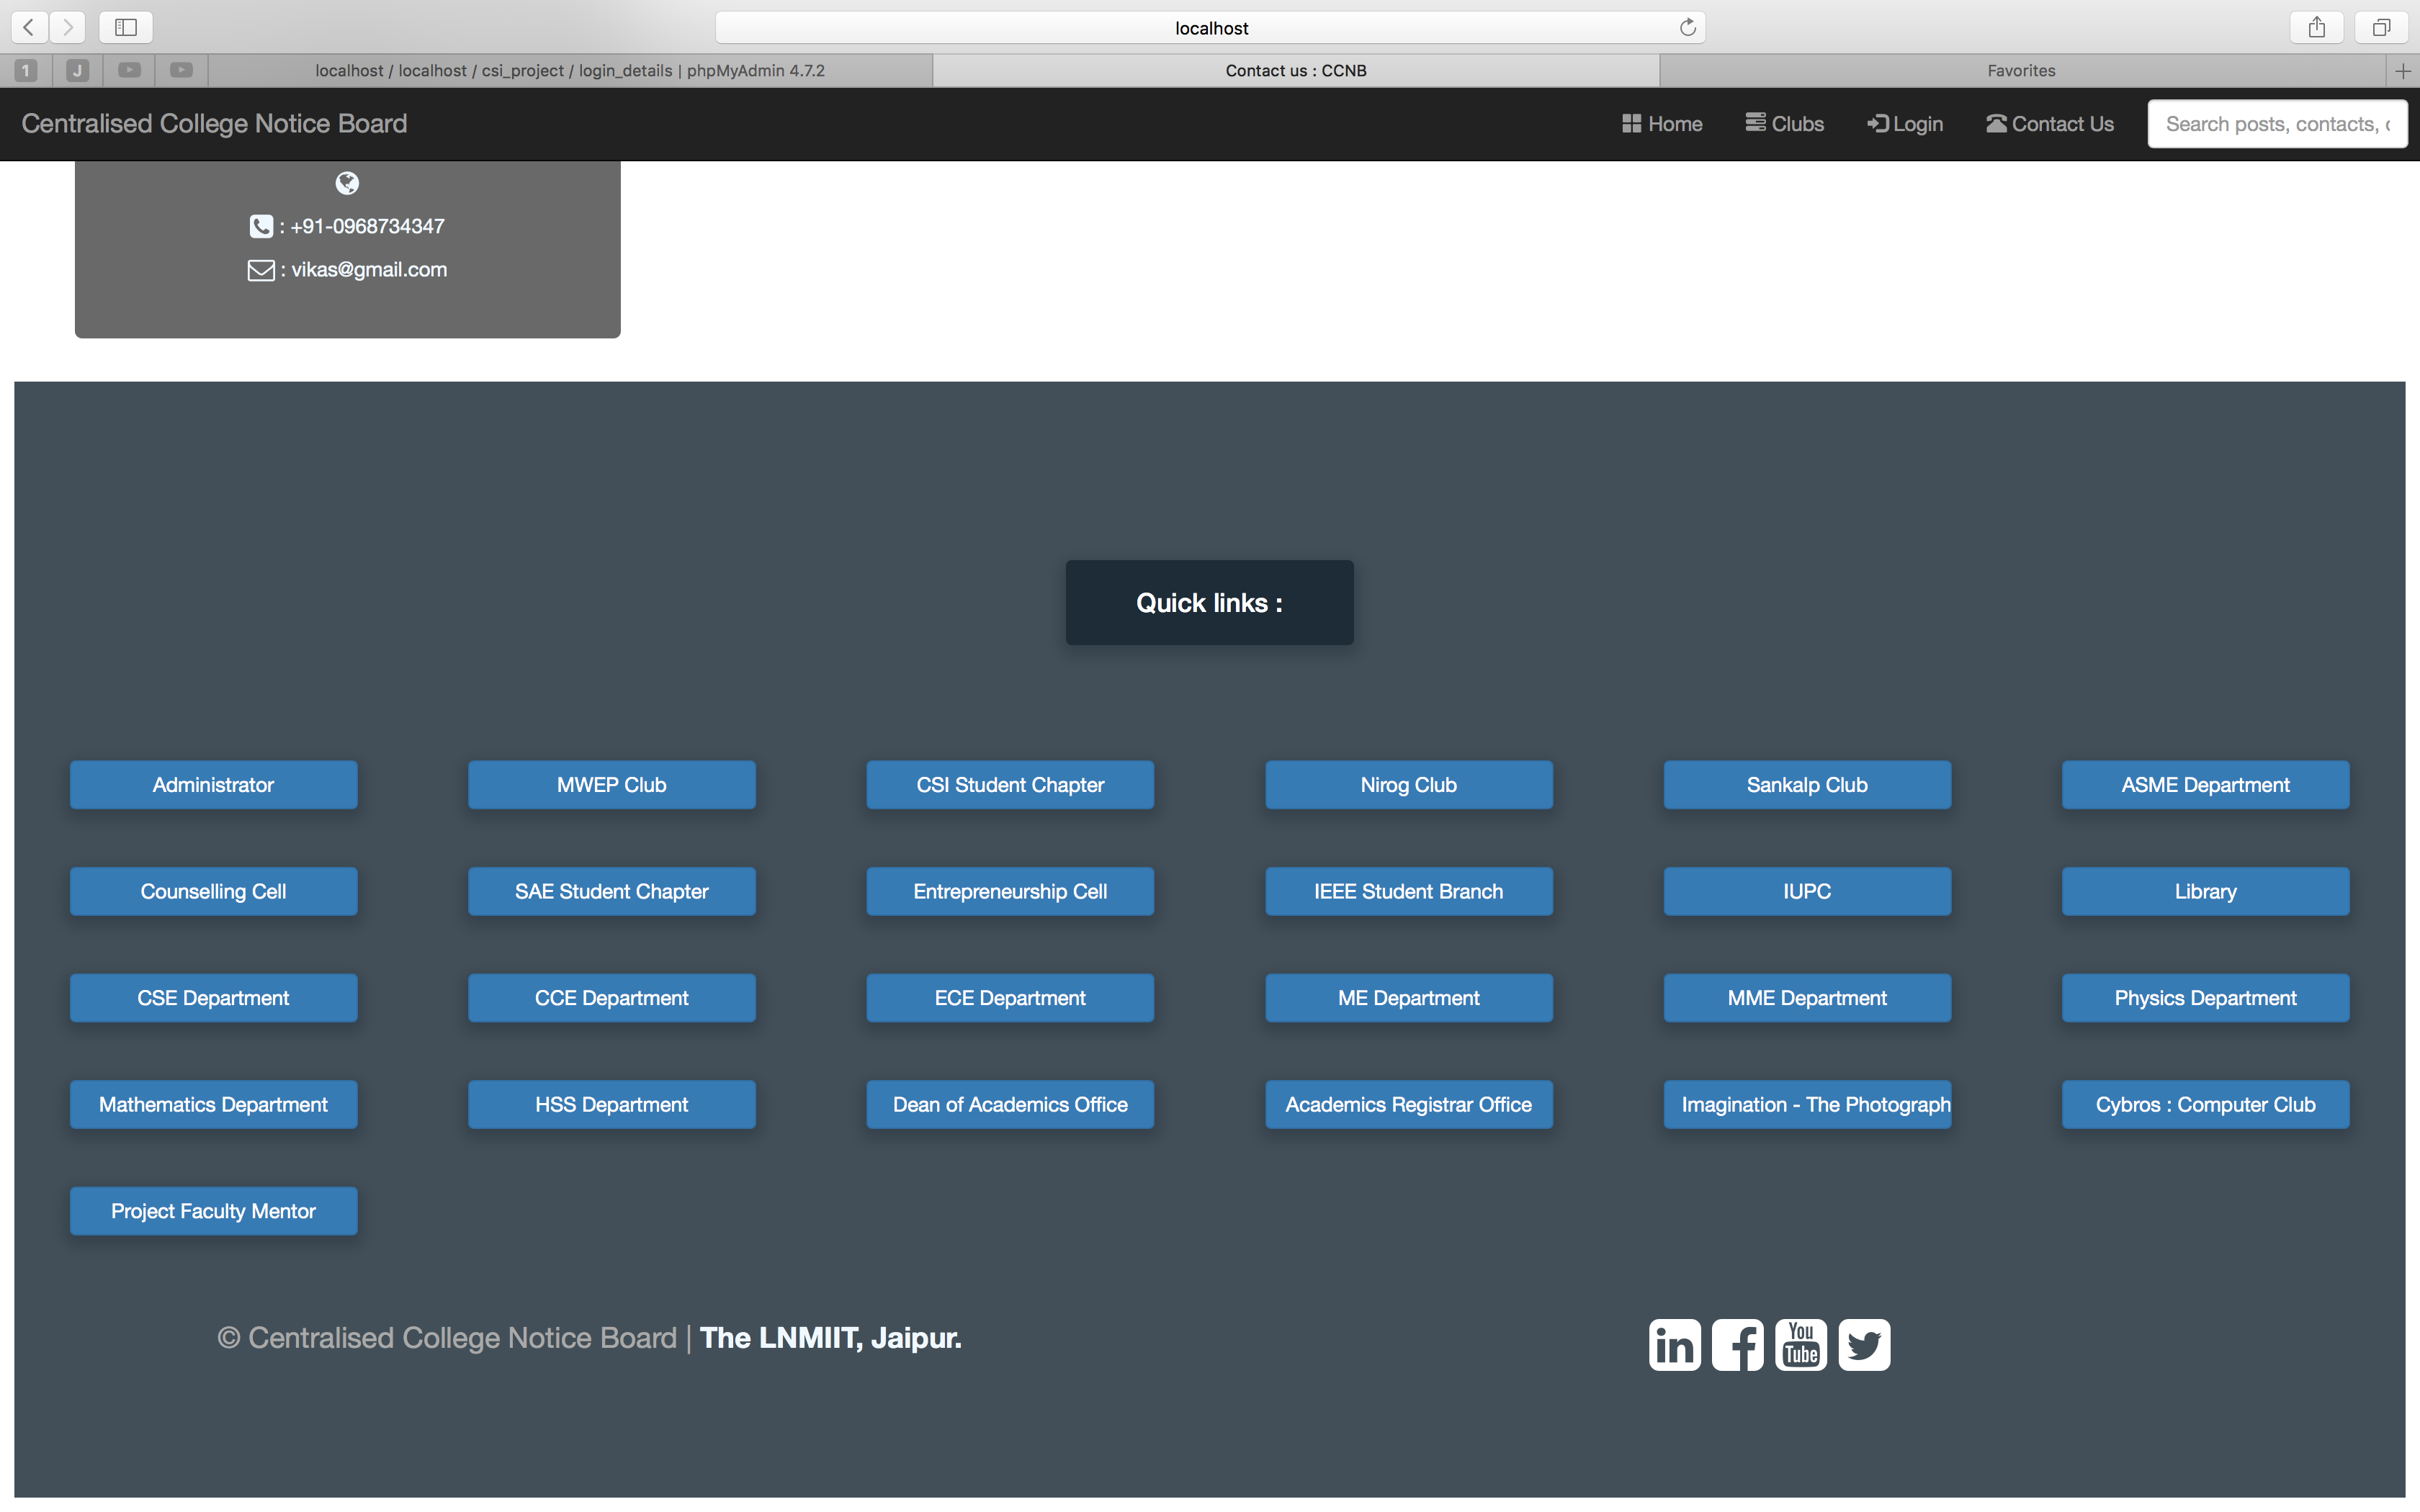 localhost
1
J
localhost / localhost / csi_project / login_details | phpMyAdmin 4.7.2
Contact us : CCNB
Favorites
Centralised College Notice Board
Home
Clubs
Login
Contact Us
Search posts, contacts, c
: +91-0968734347
: vikas@gmail.com
Quick links :
Administrator
MWEP Club
CSI Student Chapter
Nirog Club
Sankalp Club
ASME Department
Counselling Cell
SAE Student Chapter
Entrepreneurship Cell
IEEE Student Branch
IUPC
Library
CSE Department
CCE Department
ECE Department
ME Department
MME Department
Physics Department
Mathematics Department
HSS Department
Dean of Academics Office
Academics Registrar Office
Imagination - The Photograph
Cybros : Computer Club
Project Faculty Mentor
© Centralised College Notice Board | The LNMIIT, Jaipur.
in
f
You
Tube